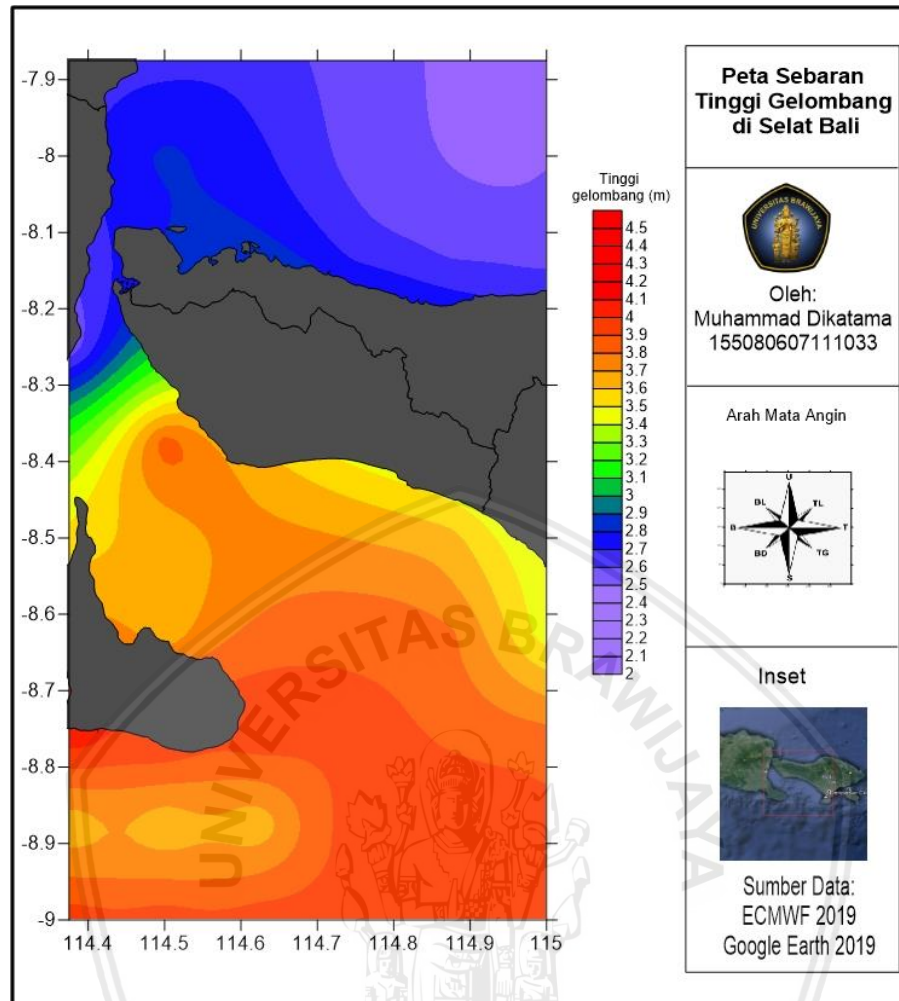 Peta Sebaran
Tinggi Gelombang
di Selat Bali
UNIVERSITAS BRAWIJAYA
Oleh:
Muhammad Dikatama
155080607111033
Arah Mata Angin
U
BL TL
B T
BD TG
S
Inset
Sumber Data:
ECMWF 2019
Google Earth 2019
Tinggi
gelombang (m)
4.5
4.4
4.3
4.2
4.1
4
3.9
3.8
3.7
3.6
3.5
3.4
3.3
3.2
3.1
3
2.9
2.8
2.7
2.6
2.5
2.4
2.3
2.2
2.1
2
-7.9
-8
-8.1
-8.2
-8.3
-8.4
-8.5
-8.6
-8.7
-8.8
-8.9
-9
114.4 114.5 114.6 114.7 114.8 114.9 115
UNIVERSITAS BRAWIJAYA